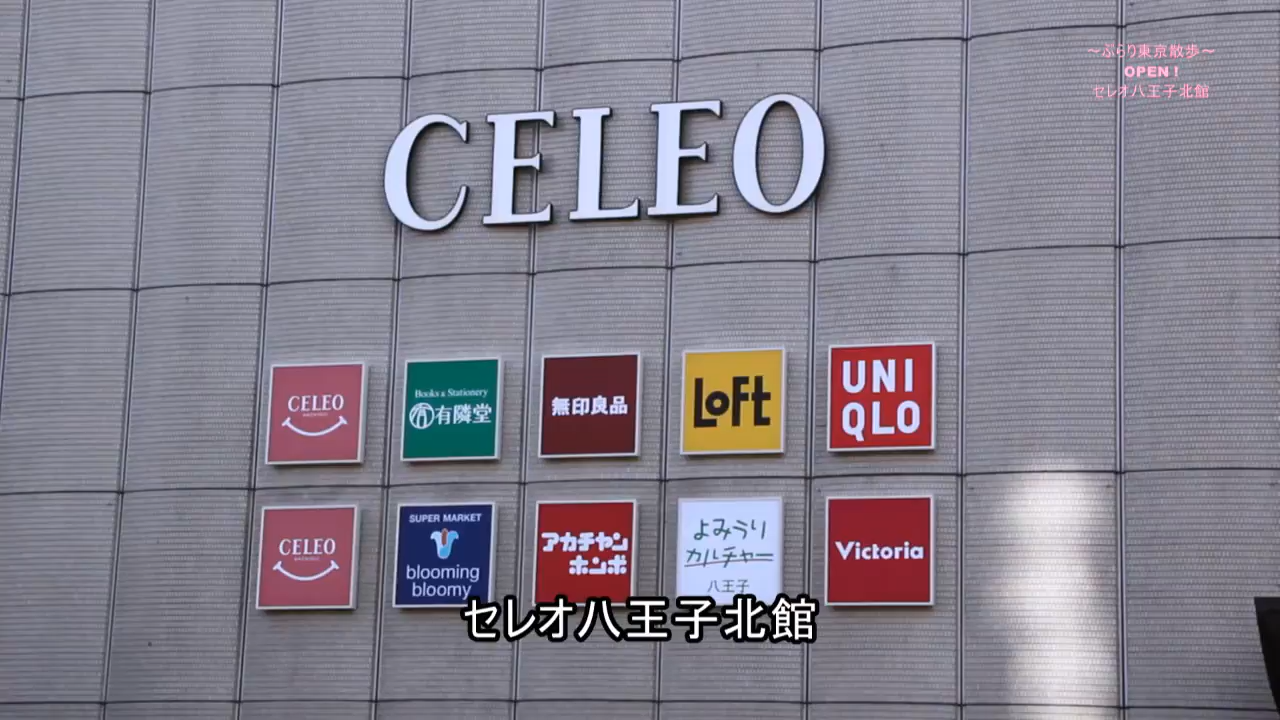 ～ぶらり東京散歩～
OPEN！
セレオ八王子北館
CELEO
CELEO
Books & Stationery
有隣堂
無印良品
LoFt
UNI
QLO
CELEO
SUPER MARKET
blooming
bloomy
アカチャン
ホンポ
よみうり
カルチャー
八王子
Victoria
セレオ八王子北館